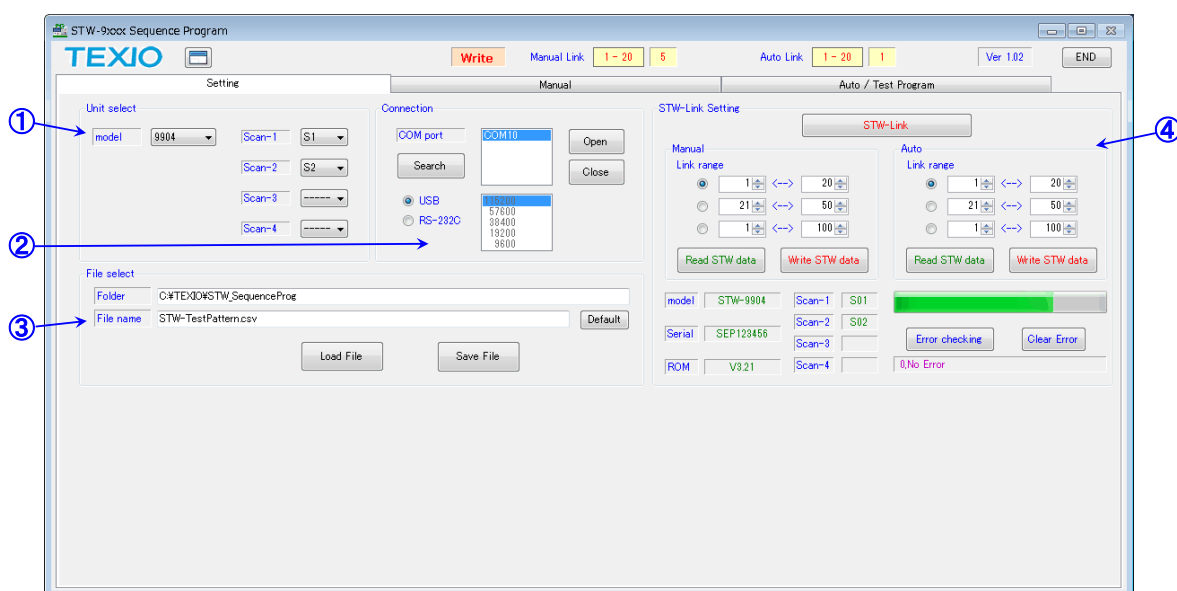 STW-9xxx Sequence Program
TEXIO
Write
Manual Link
1 - 20
5
Auto Link
1 - 20
1
Ver 1.02
END
Setting
Manual
Auto / Test Program
①
Unit select
model
9904
Scan-1
S1
Scan-2
S2
Scan-3
-----
Scan-4
-----
②
Connection
COM port
COM10
Open
Search
Close
USB
RS-232C
115200
57600
38400
19200
9600
③
File select
Folder
C:¥TEXIO¥STW_SequenceProg
File name
STW-TestPattern.csv
Default
Load File
Save File
④
STW-Link Setting
STW-Link
Manual
Link range
1 <--> 20
21 <--> 50
1 <--> 100
Read STW data
Write STW data
Auto
Link range
1 <--> 20
21 <--> 50
1 <--> 100
Read STW data
Write STW data
model
STW-9904
Scan-1
S01
Scan-2
S02
Serial
SEP123456
Scan-3
ROM
V3.21
Scan-4
Error checking
Clear Error
0,No Error